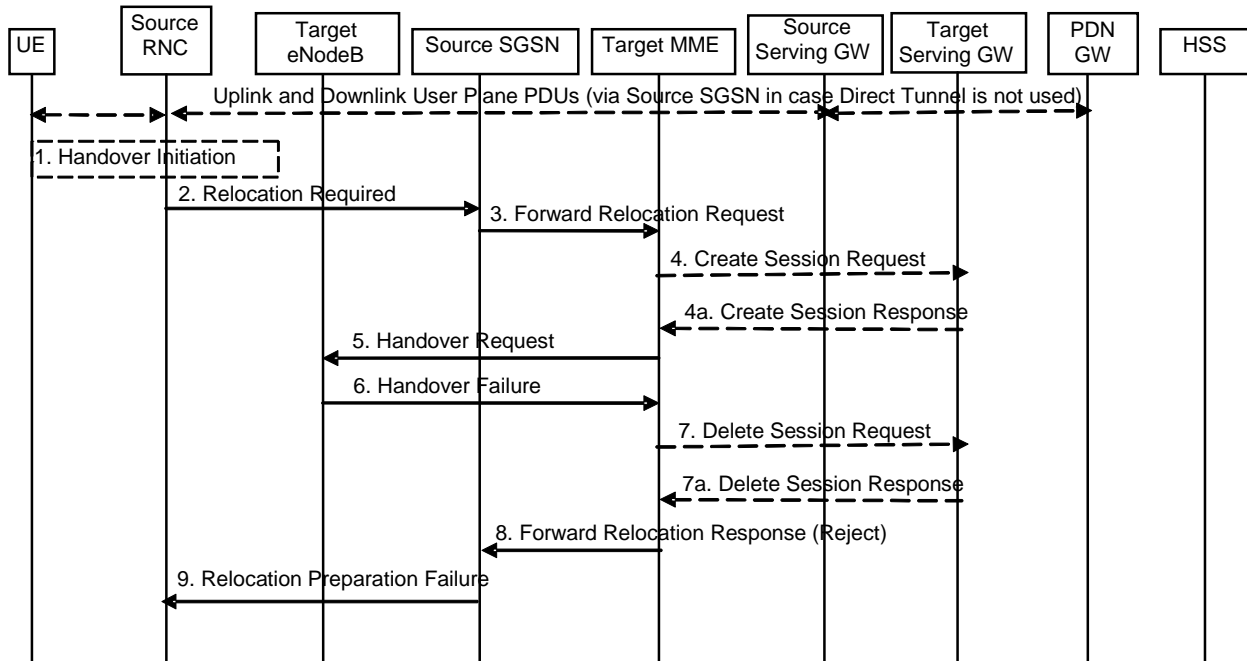 UE
Source
RNC
Target
eNodeB
Source SGSN
Target MME
Source
Serving GW
Target
Serving GW
PDN
GW
HSS
Uplink and Downlink User Plane PDUs (via Source SGSN in case Direct Tunnel is not used)
1. Handover Initiation
2. Relocation Required
3. Forward Relocation Request
4. Create Session Request
4a. Create Session Response
5. Handover Request
6. Handover Failure
7. Delete Session Request
7a. Delete Session Response
8. Forward Relocation Response (Reject)
9. Relocation Preparation Failure